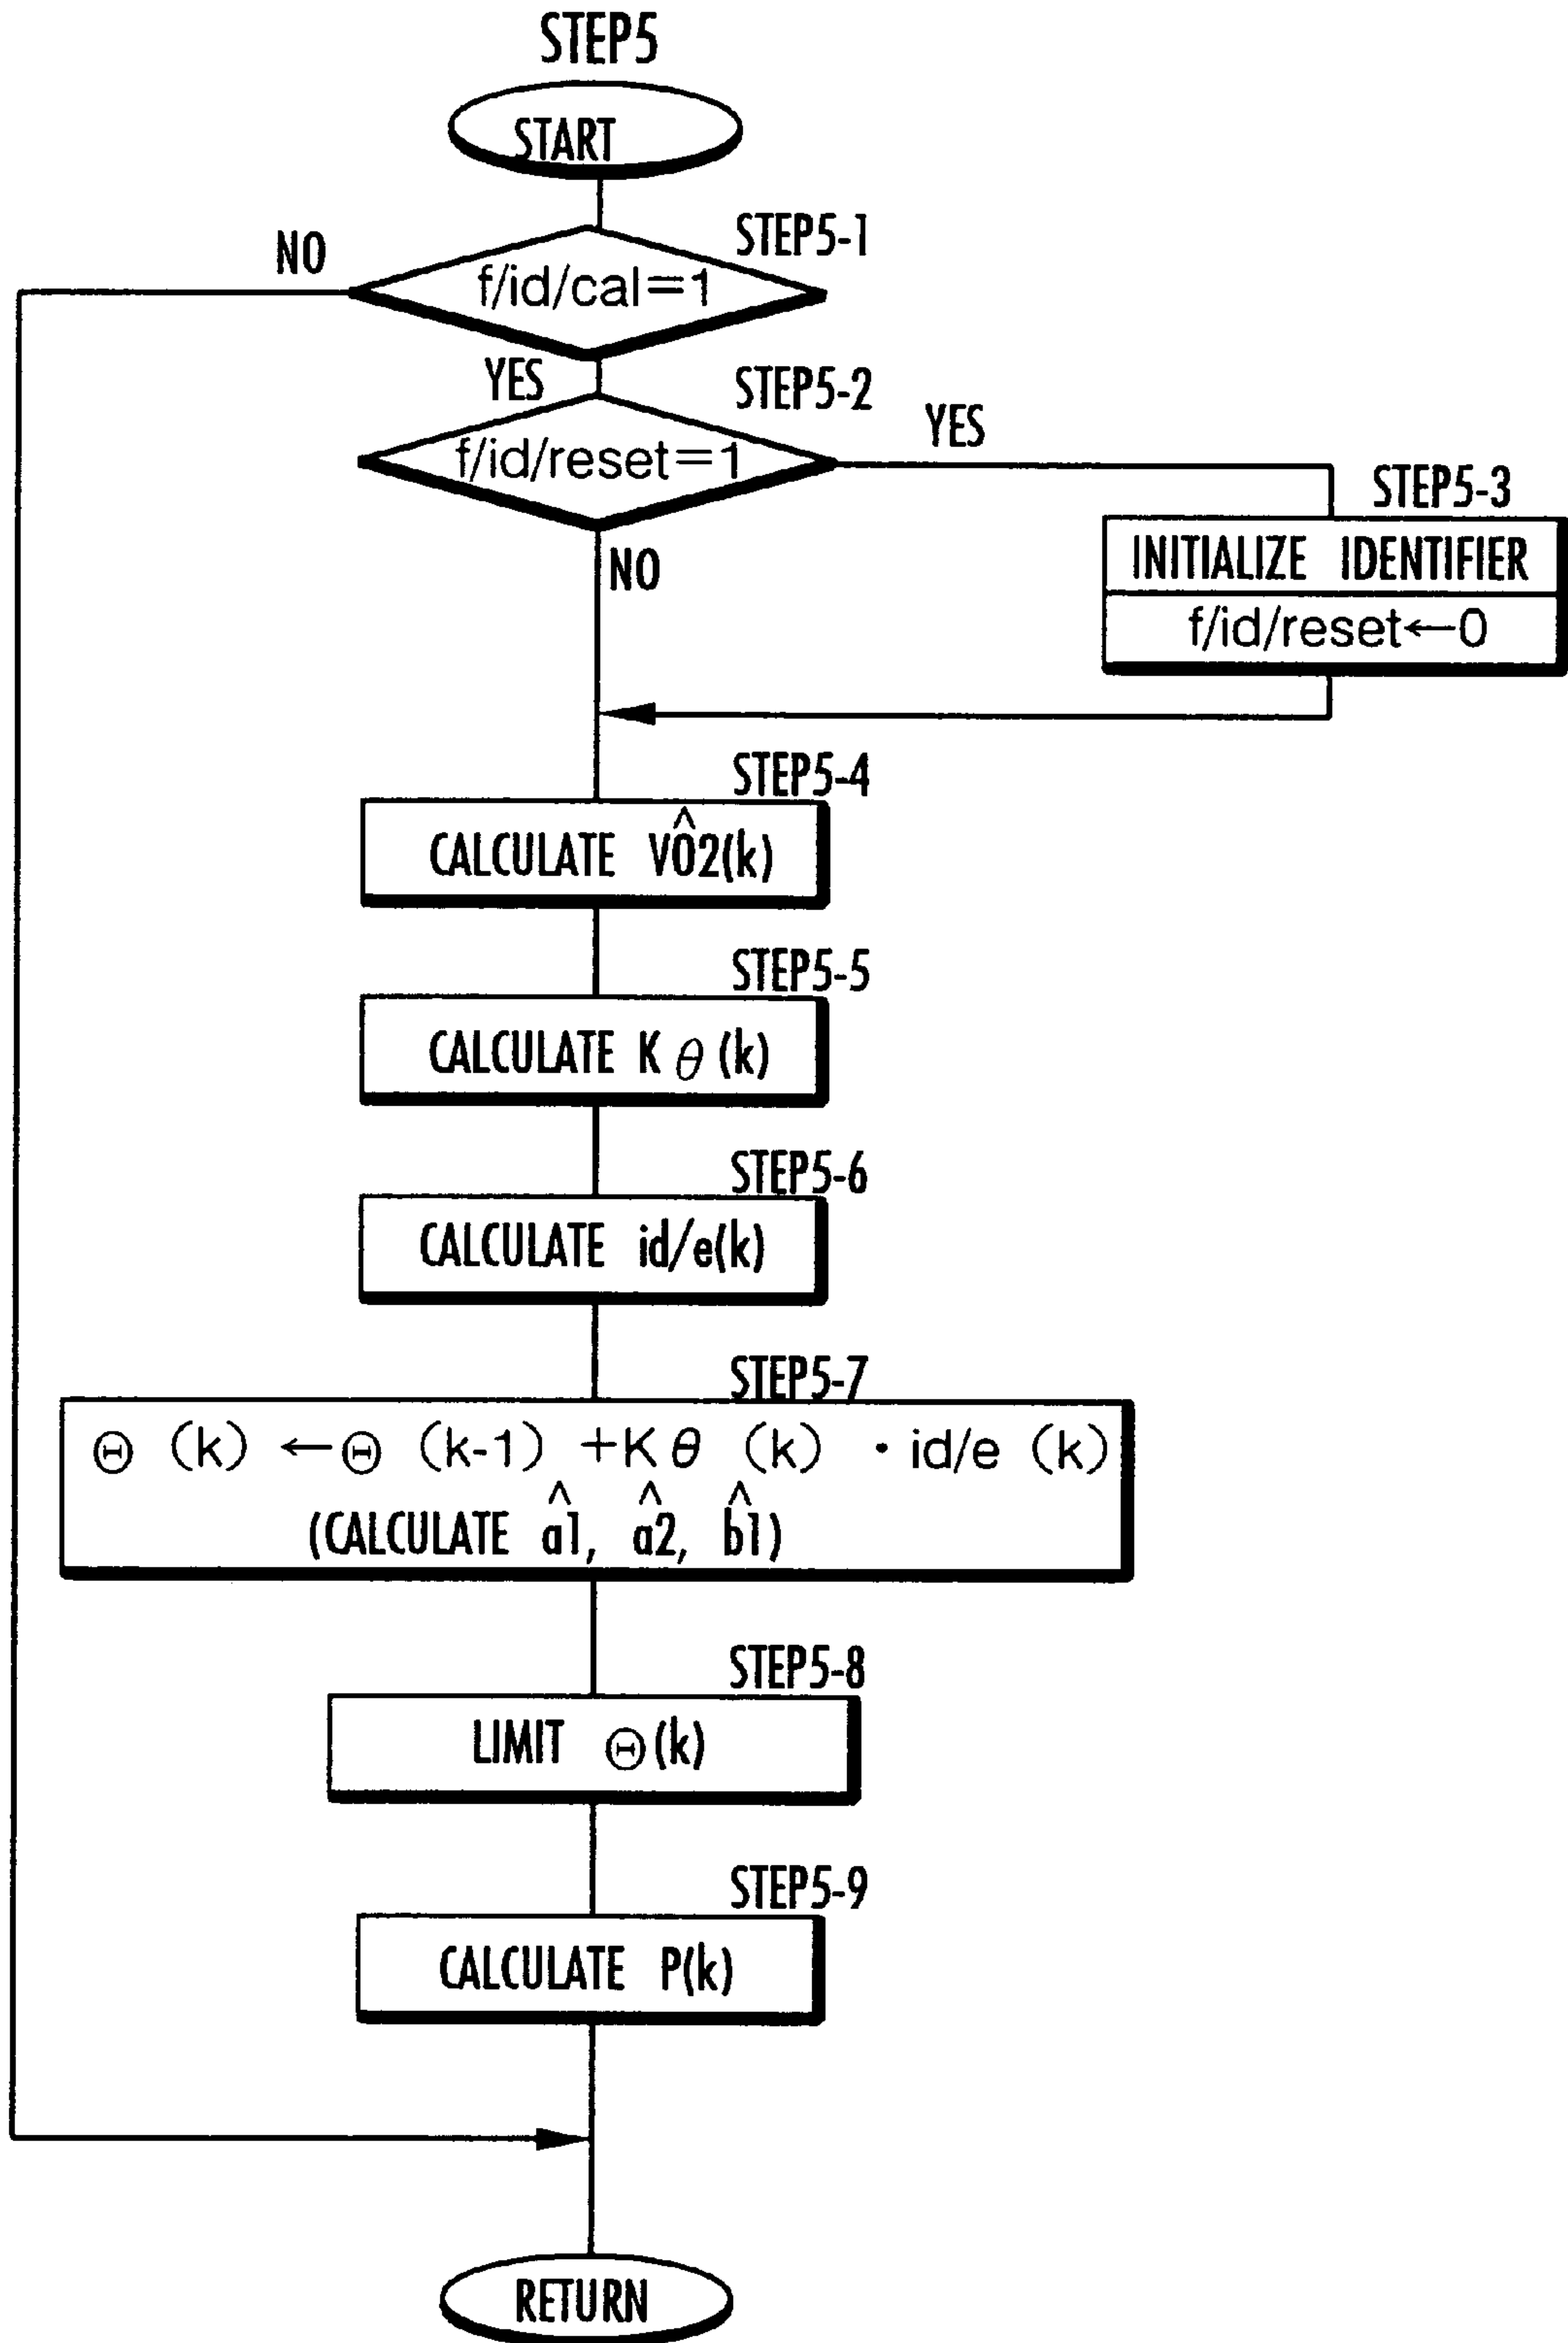 STEP5
START
STEP5-1
NO
f/id/cal=1
YES
STEP5-2
YES
f/id/reset=1
STEP5-3
NO
INITIALIZE IDENTIFIER
f/id/reset←0
STEP5-4
CALCULATE VÔ2(k)
STEP5-5
CALCULATE Kθ(k)
STEP5-6
CALCULATE id/e(k)
STEP5-7
Θ (k) ←Θ (k-1) +Kθ (k) · id/e (k)
(CALCULATE â1, â2, b̂1)
STEP5-8
LIMIT Θ(k)
STEP5-9
CALCULATE P(k)
RETURN